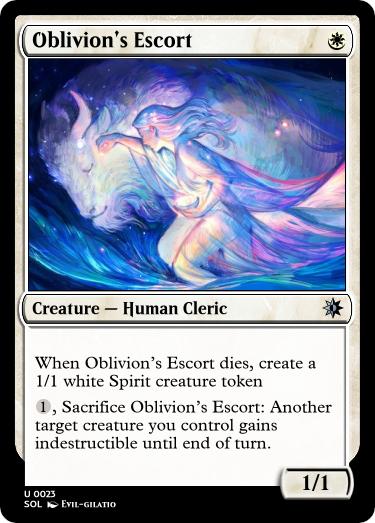 Oblivion's Escort
Creature — Human Cleric
When Oblivion's Escort dies, create a
1/1 white Spirit creature token
1, Sacrifice Oblivion's Escort: Another
target creature you control gains
indestructible until end of turn.
1/1
U 0023
SOL Evil-gilatio